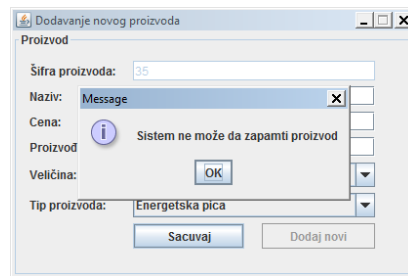 Dodavanje novog proizvoda
Proizvod
Šifra proizvoda: 35
Naziv:
Message
Cena:
Sistem ne može da zapamti proizvod
Proizvođ
OK
Veličina:
Tip proizvoda: Energetska pica
Sacuvaj Dodaj novi